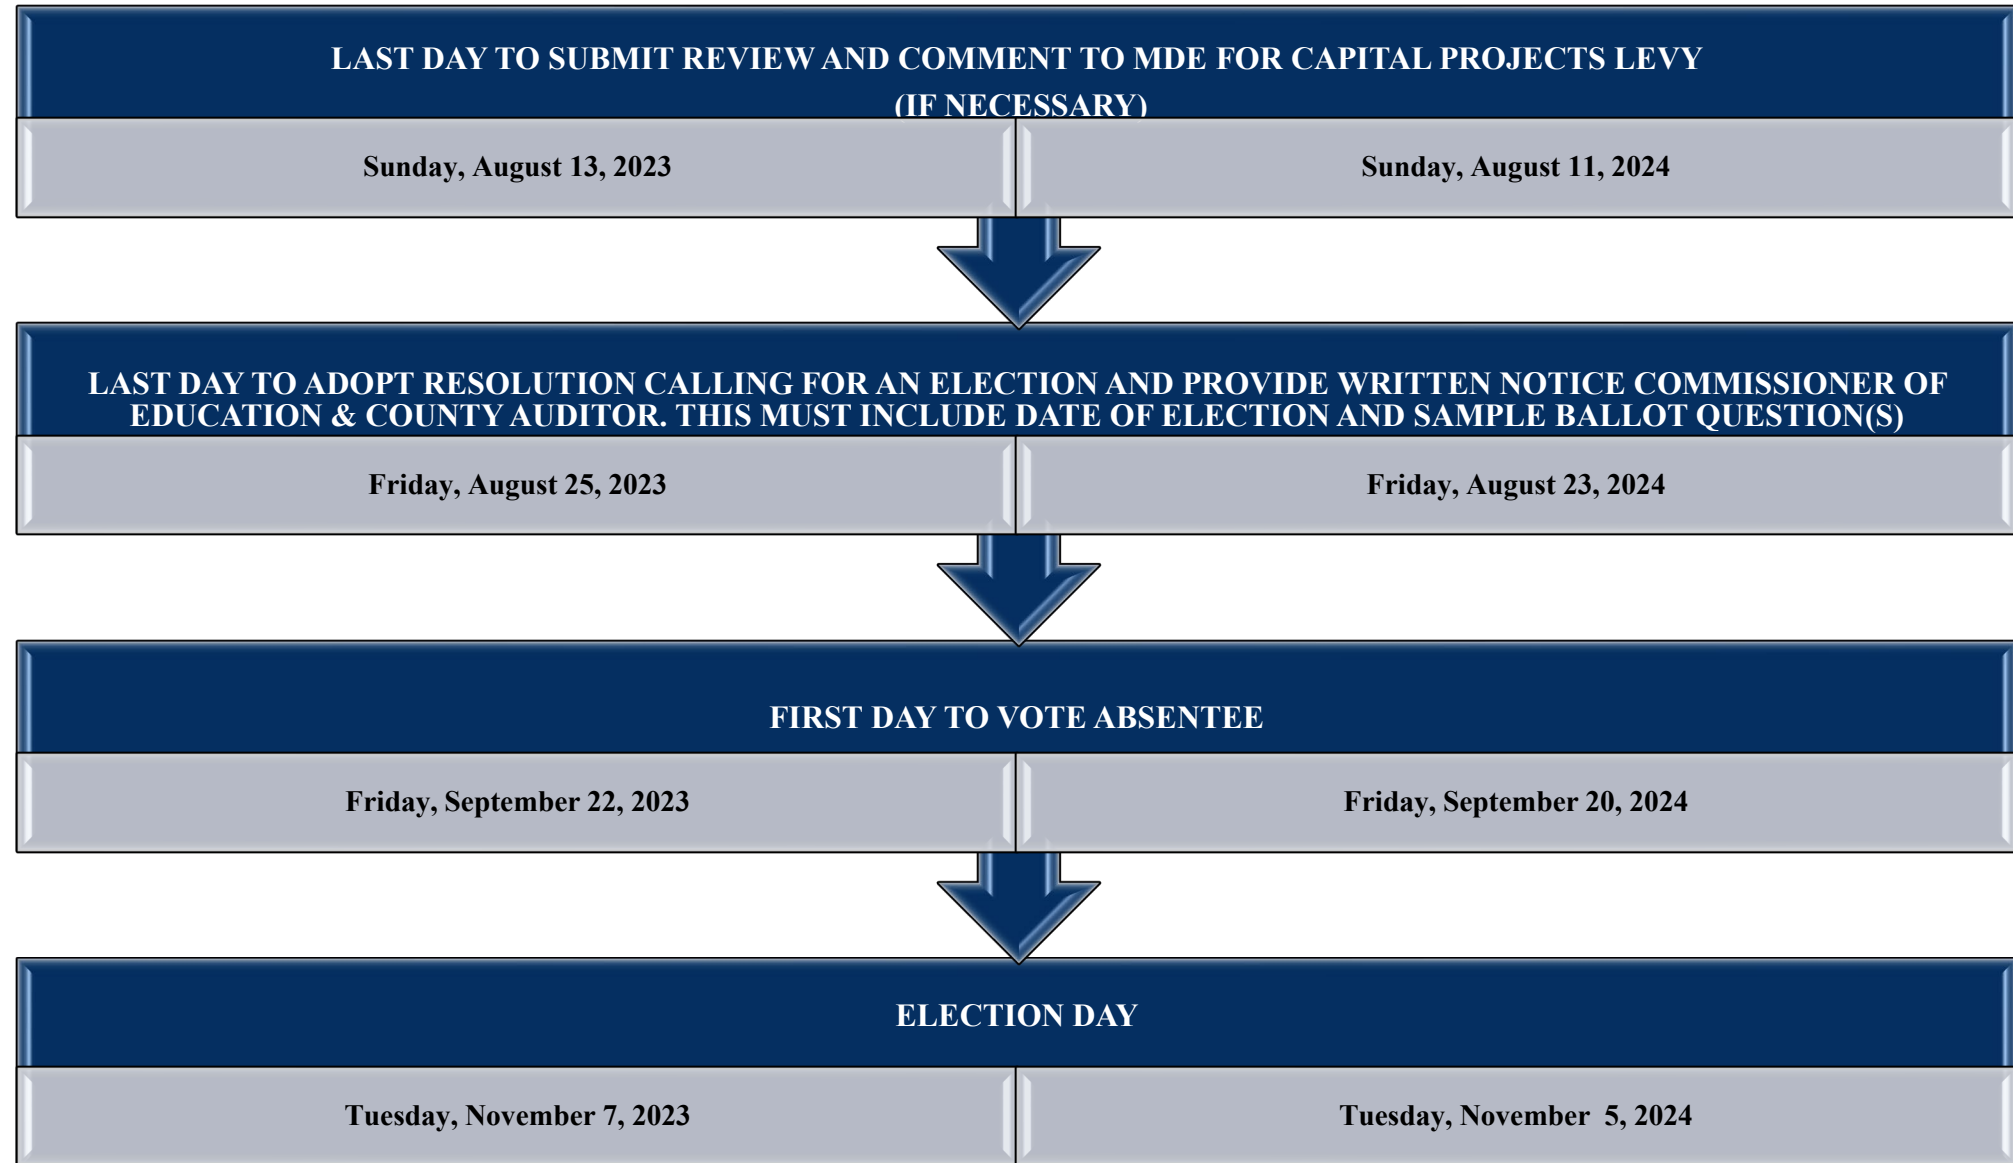 LAST DAY TO SUBMIT REVIEW AND COMMENT TO MDE FOR CAPITAL PROJECTS LEVY
(IF NECESSARY)
Sunday, August 13, 2023
Sunday, August 11, 2024
LAST DAY TO ADOPT RESOLUTION CALLING FOR AN ELECTION AND PROVIDE WRITTEN NOTICE COMMISSIONER OF
EDUCATION & COUNTY AUDITOR. THIS MUST INCLUDE DATE OF ELECTION AND SAMPLE BALLOT QUESTION(S)
Friday, August 25, 2023
Friday, August 23, 2024
FIRST DAY TO VOTE ABSENTEE
Friday, September 22, 2023
Friday, September 20, 2024
ELECTION DAY
Tuesday, November 7, 2023
Tuesday, November 5, 2024